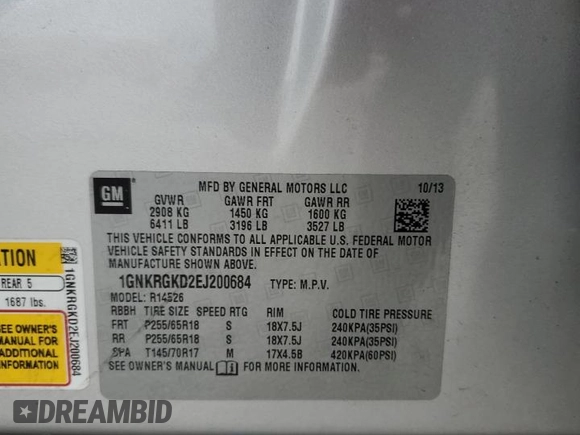 GM
MFD BY GENERAL MOTORS LLC 10/13
GVWR GAWR FRT GAWR RR
2908 KG 1450 KG 1600 KG
6411 LB 3196 LB 3527 LB
THIS VEHICLE CONFORMS TO ALL APPLICABLE U.S. FEDERAL MOTOR
VEHICLE SAFETY STANDARDS IN EFFECT ON THE DATE OF
MANUFACTURE SHOWN ABOVE.
1GNKRGKD2EJ200684 TYPE: M.P.V.
MODEL: R14526
RBBH TIRE SIZE SPEED RTG RIM COLD TIRE PRESSURE
FRT P255/65R18 S 18X7.5J 240KPA(35PSI)
RR P255/65R18 S 18X7.5J 240KPA(35PSI)
SPA T145/70R17 M 17X4.5B 420KPA(60PSI)
SEE OWNER'S MANUAL FOR MORE INFORMATION
ATION
REAR 5
1687 lbs.
SEE OWNER'S
MANUAL FOR
ADDITIONAL
INFORMATION
1GNKRGKD2EJ200684
DREAMBID